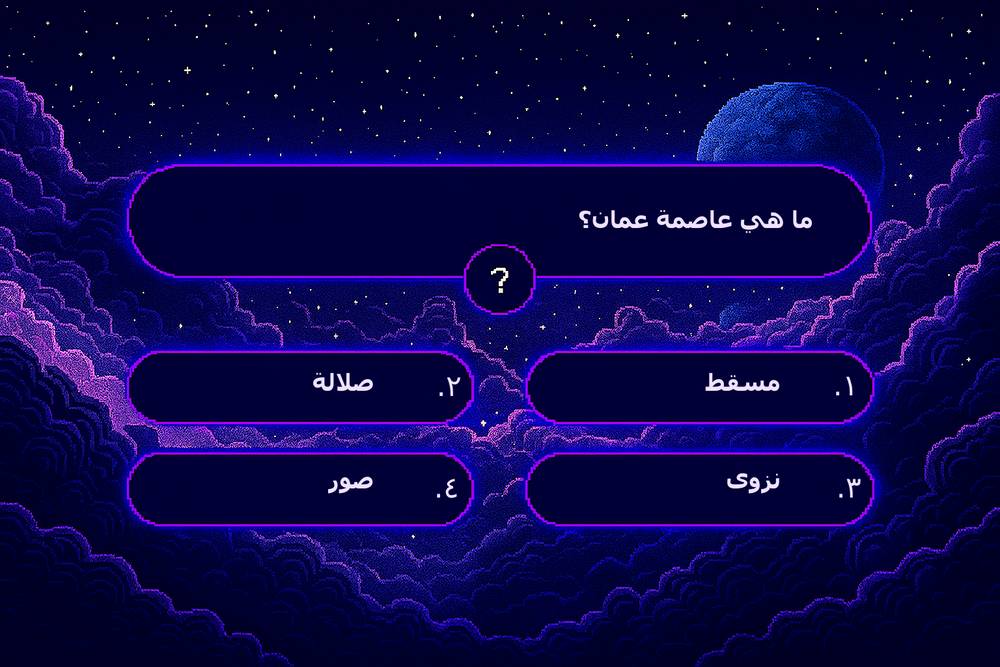 ما هي عاصمة عمان؟
?
١. مسقط
٢. صلالة
٣. نزوى
٤. صور